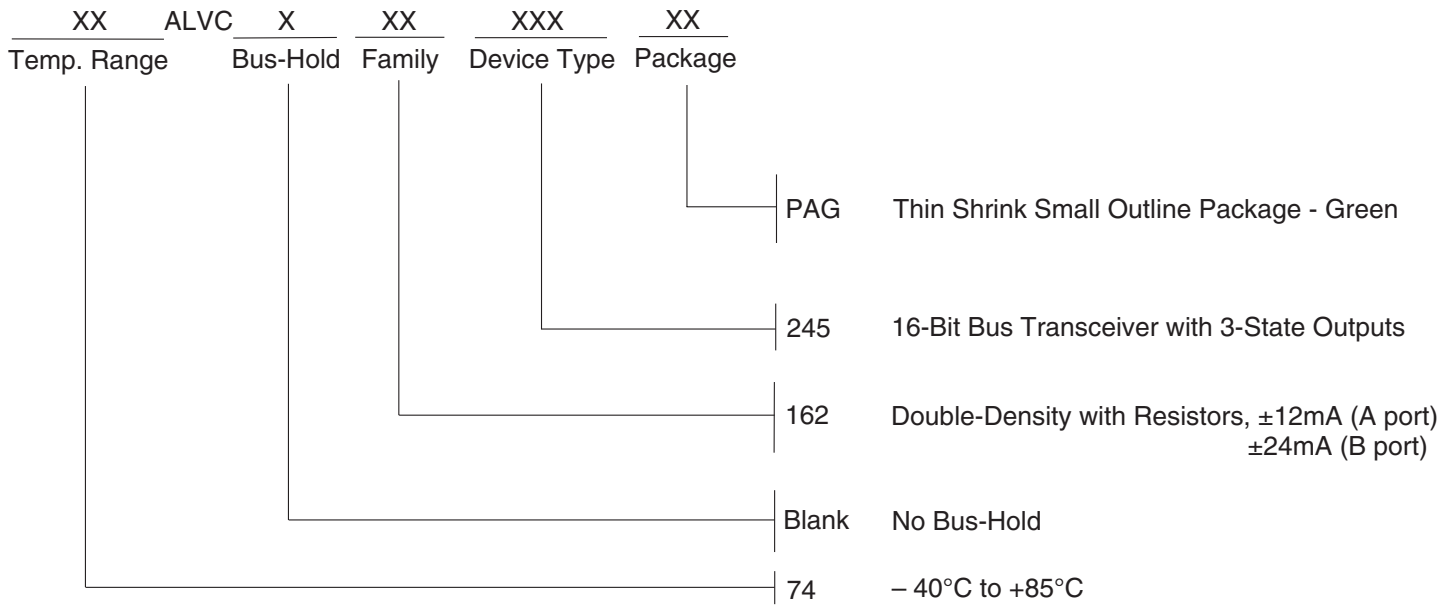 XX ALVC X XX XXX XX
Temp. Range Bus-Hold Family Device Type Package
PAG Thin Shrink Small Outline Package - Green
245 16-Bit Bus Transceiver with 3-State Outputs
162 Double-Density with Resistors, ±12mA (A port)
±24mA (B port)
Blank No Bus-Hold
74 – 40°C to +85°C